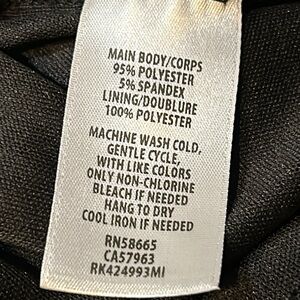 MAIN BODY/CORPS
95% POLYESTER
5% SPANDEX
LINING/DOUBLURE
100% POLYESTER
MACHINE WASH COLD,
GENTLE CYCLE,
WITH LIKE COLORS
ONLY NON-CHLORINE
BLEACH IF NEEDED
HANG TO DRY
COOL IRON IF NEEDED
RN58665
CA57963
RK424993MI